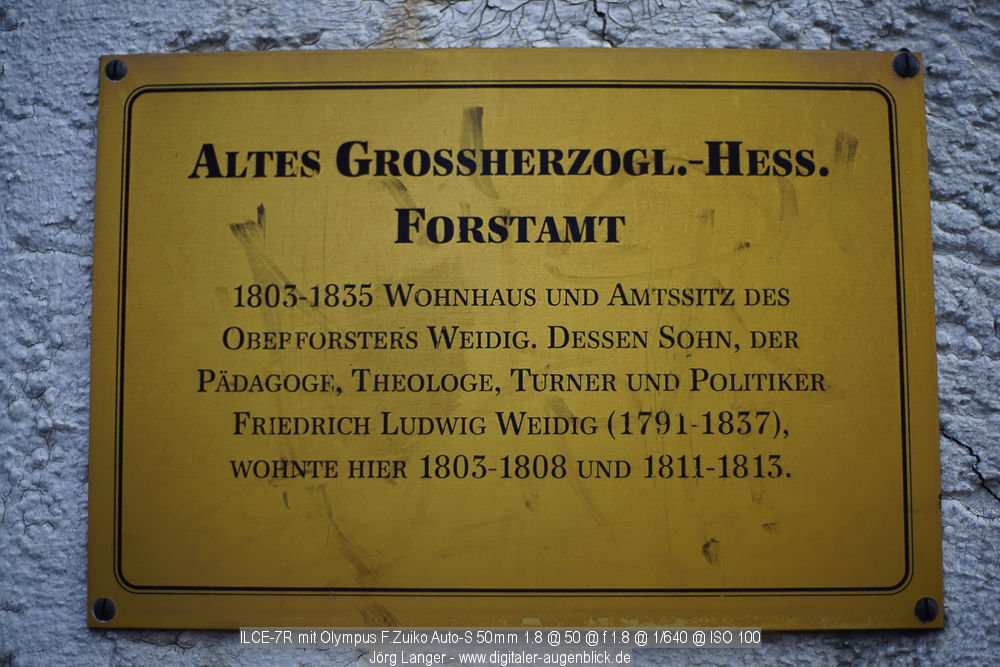 ALTES GROSSHERZOGL.-HESS.
FORSTAMT
1803-1835 WOHNHAUS UND AMTSSITZ DES
OBERFORSTERS WEIDIG. DESSEN SOHN, DER
PÄDAGOGE, THEOLOGE, TURNER UND POLITIKER
FRIEDRICH LUDWIG WEIDIG (1791-1837),
WOHNTE HIER 1803-1808 UND 1811-1813.
ILCE-7R mit Olympus F.Zuiko Auto-S 50mm 1.8 @ 50 @ f 1.8 @ 1/640 @ ISO 100
Jörg Langer - www.digitaler-augenblick.de